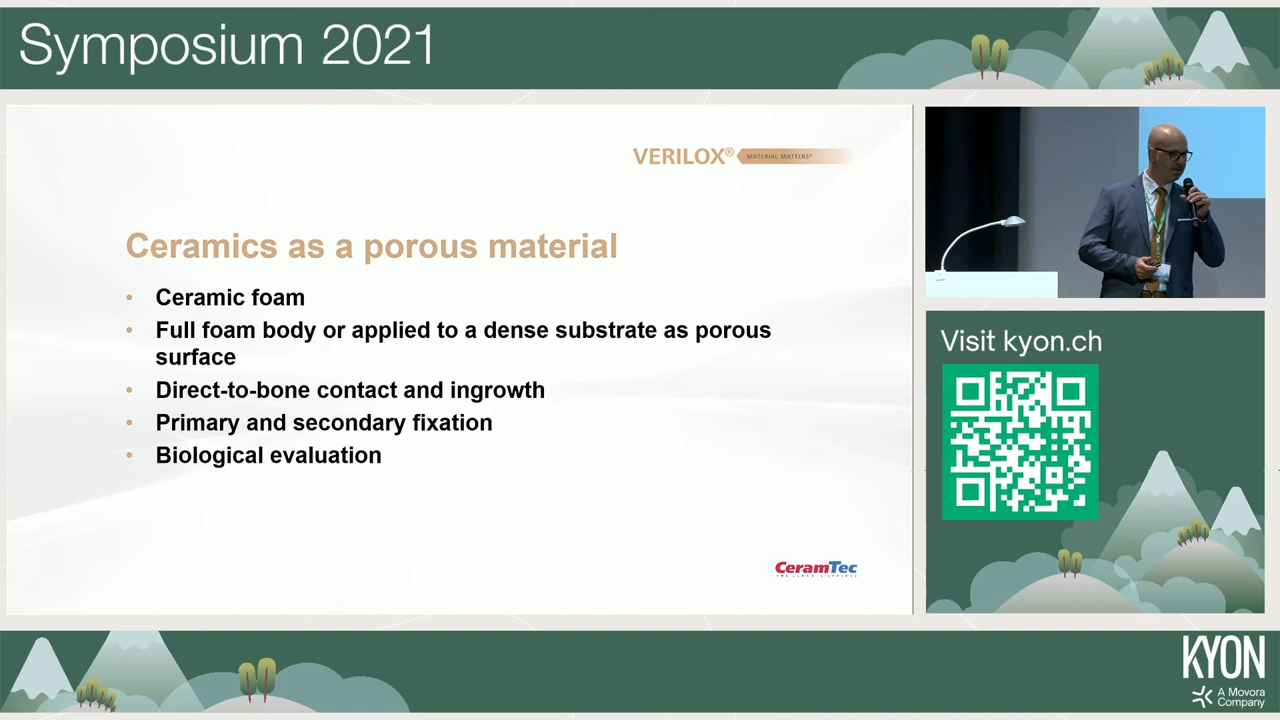 Symposium 2021
VERILOX® MATERIAL MATTERS®
Ceramics as a porous material
• Ceramic foam
• Full foam body or applied to a dense substrate as porous
surface
• Direct-to-bone contact and ingrowth
• Primary and secondary fixation
• Biological evaluation
CeramTec
Visit kyon.ch
KYON
A Movora
Company